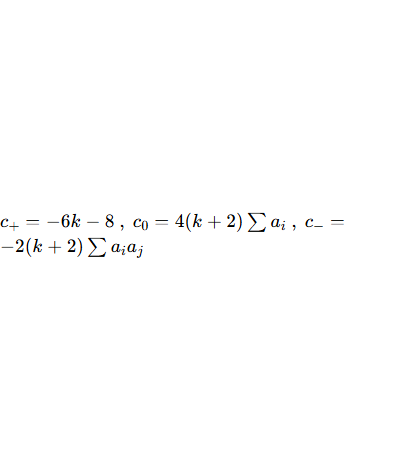 c₊ = −6k − 8 , c₀ = 4(k + 2) ∑ aᵢ , c₋ =
−2(k + 2) ∑ aᵢaⱼ